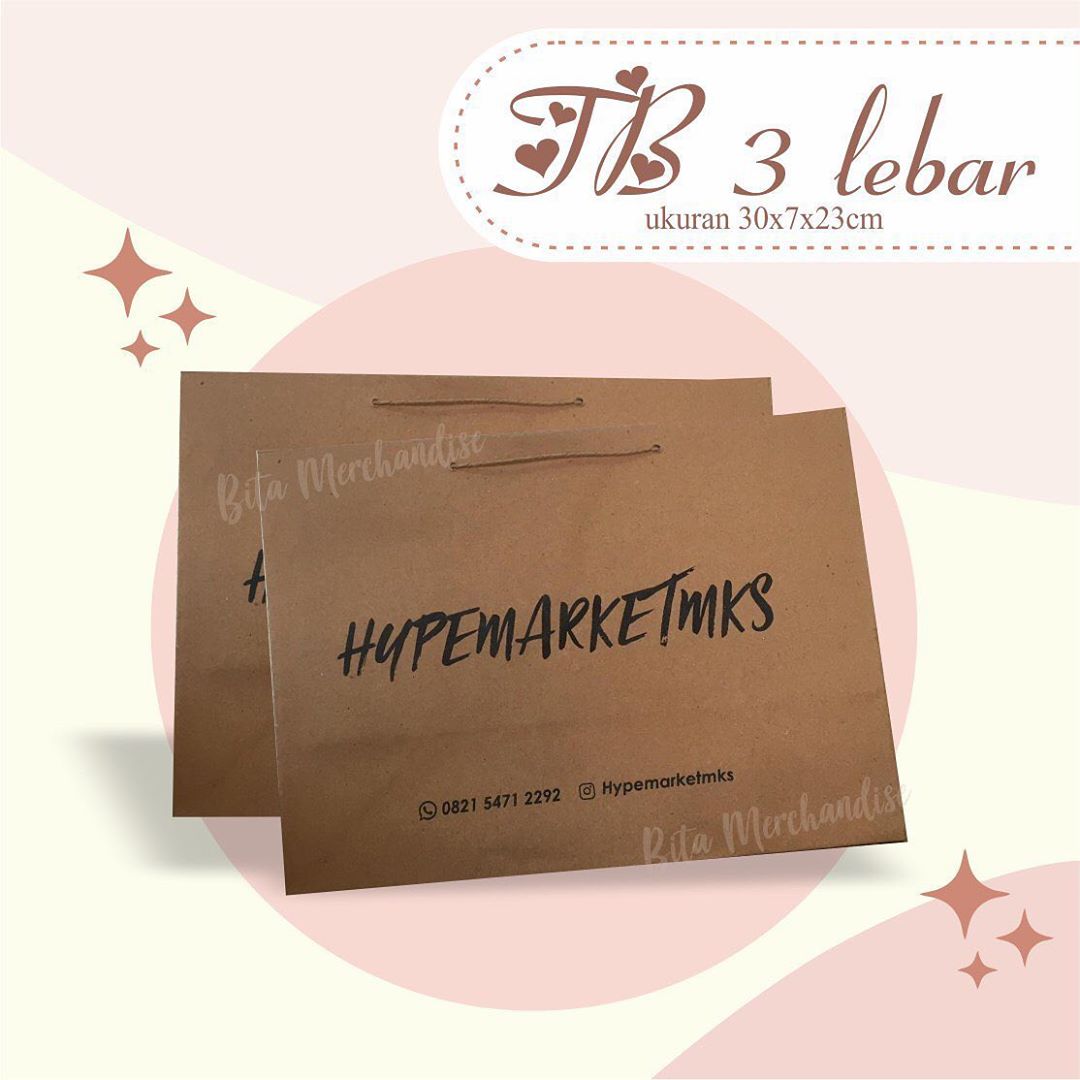 TB 3 lebar
ukuran 30x7x23cm
Bita Merchandise
H
HYPEMARKETMKS
0821 5471 2292 Hypemarketmks
Bita Merchandise